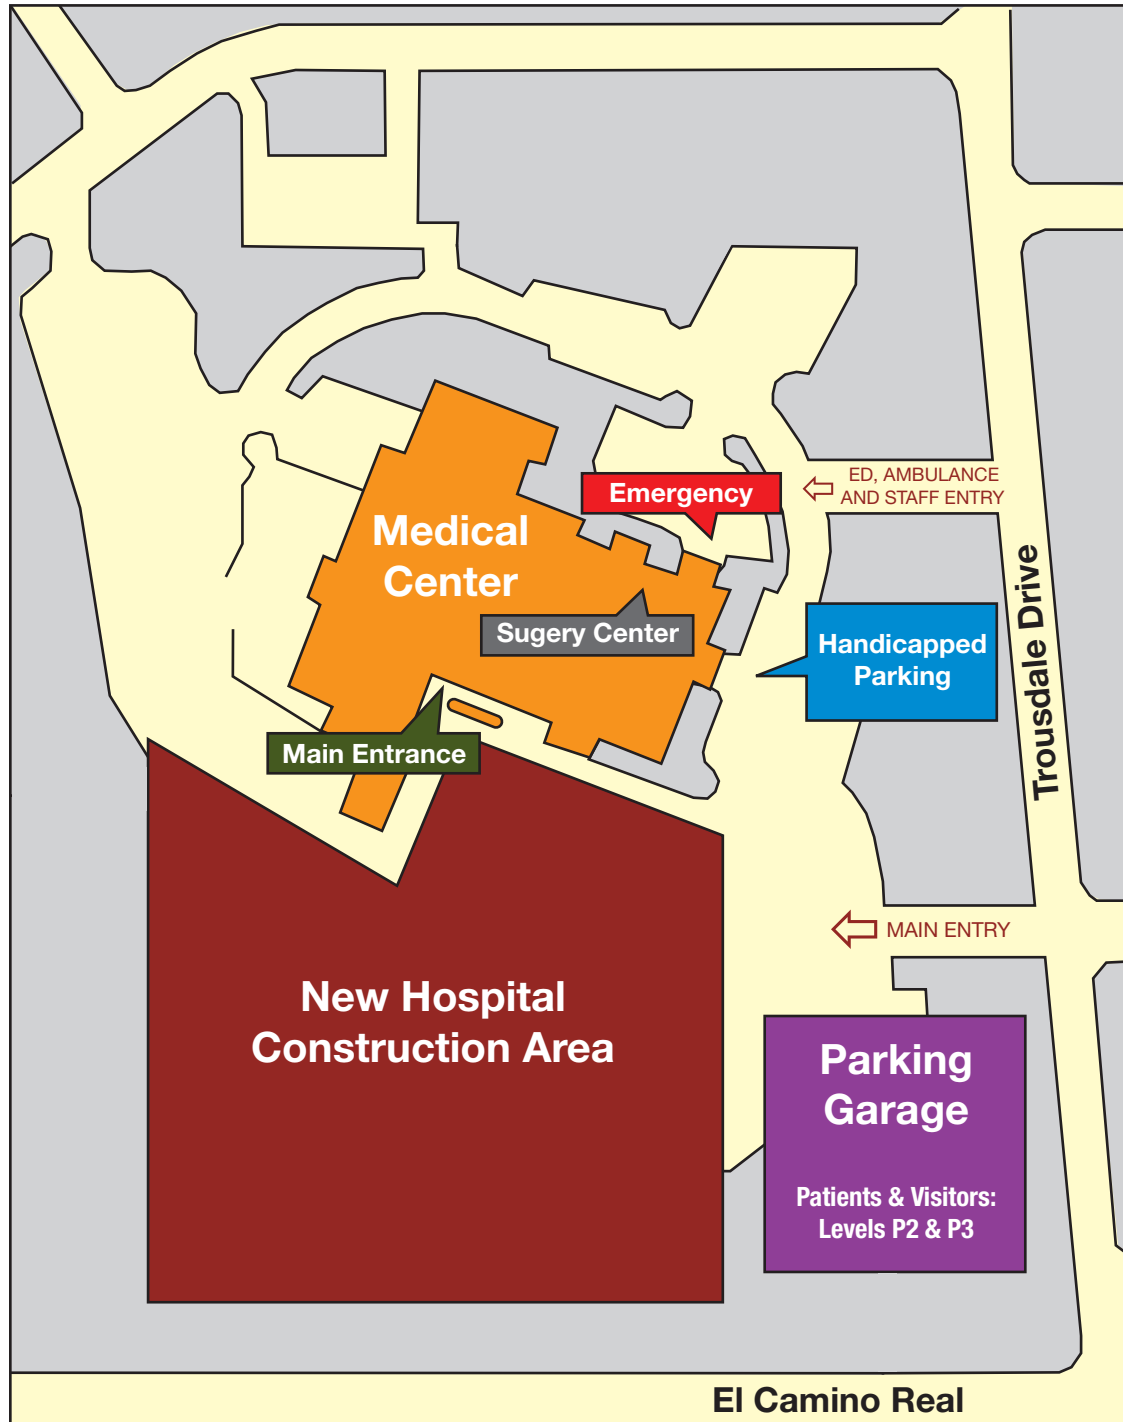 ED, AMBULANCE
AND STAFF ENTRY
Emergency
Medical
Center
Sugery Center
Handicapped
Parking
Trousdale Drive
Main Entrance
MAIN ENTRY
New Hospital
Construction Area
Parking
Garage
Patients & Visitors:
Levels P2 & P3
El Camino Real